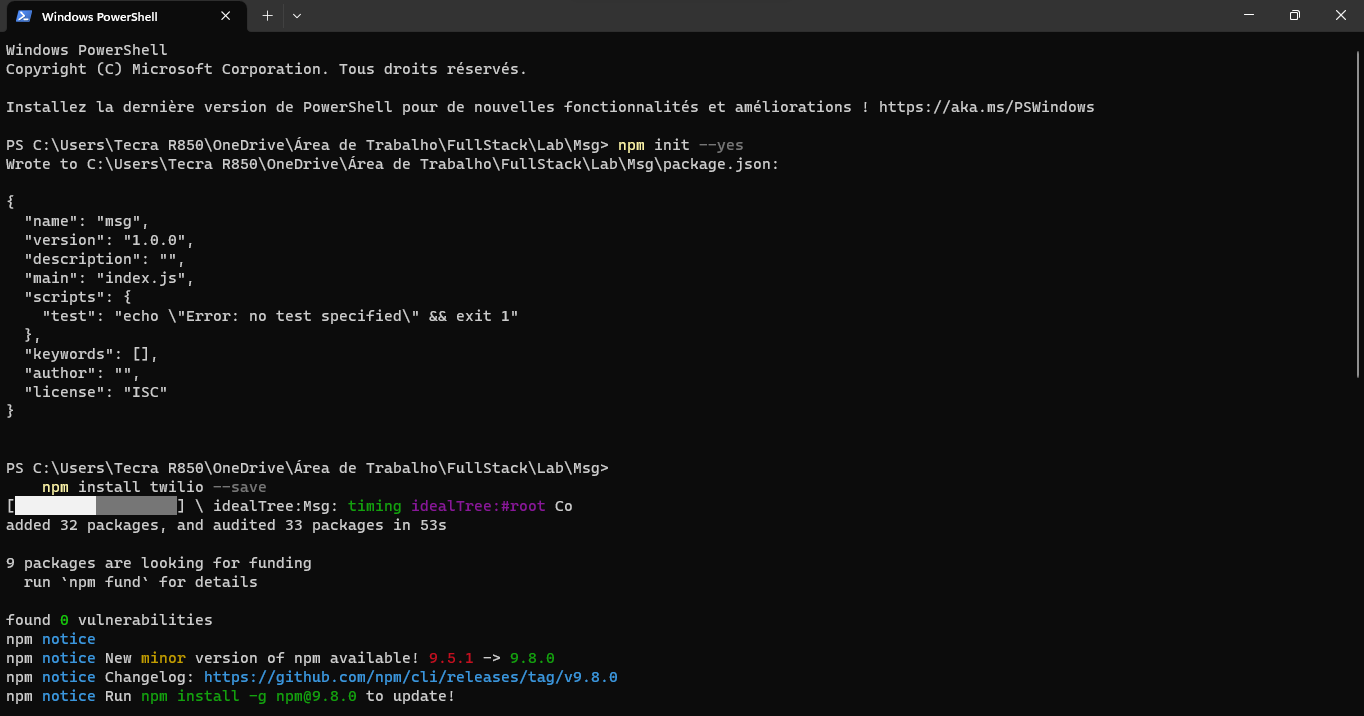 Windows PowerShell
Windows PowerShell
Copyright (C) Microsoft Corporation. Tous droits réservés.
Installez la dernière version de PowerShell pour de nouvelles fonctionnalités et améliorations ! https://aka.ms/PSWindows
PS C:\Users\Tecra R850\OneDrive\Área de Trabalho\FullStack\Lab\Msg> npm init --yes
Wrote to C:\Users\Tecra R850\OneDrive\Área de Trabalho\FullStack\Lab\Msg\package.json:
{
  "name": "msg",
  "version": "1.0.0",
  "description": "",
  "main": "index.js",
  "scripts": {
    "test": "echo \"Error: no test specified\" && exit 1"
  },
  "keywords": [],
  "author": "",
  "license": "ISC"
}
PS C:\Users\Tecra R850\OneDrive\Área de Trabalho\FullStack\Lab\Msg>
    npm install twilio --save
[] \ idealTree:Msg: timing idealTree:#root Co
added 32 packages, and audited 33 packages in 53s
9 packages are looking for funding
  run `npm fund` for details
found 0 vulnerabilities
npm notice
npm notice New minor version of npm available! 9.5.1 -> 9.8.0
npm notice Changelog: https://github.com/npm/cli/releases/tag/v9.8.0
npm notice Run npm install -g npm@9.8.0 to update!